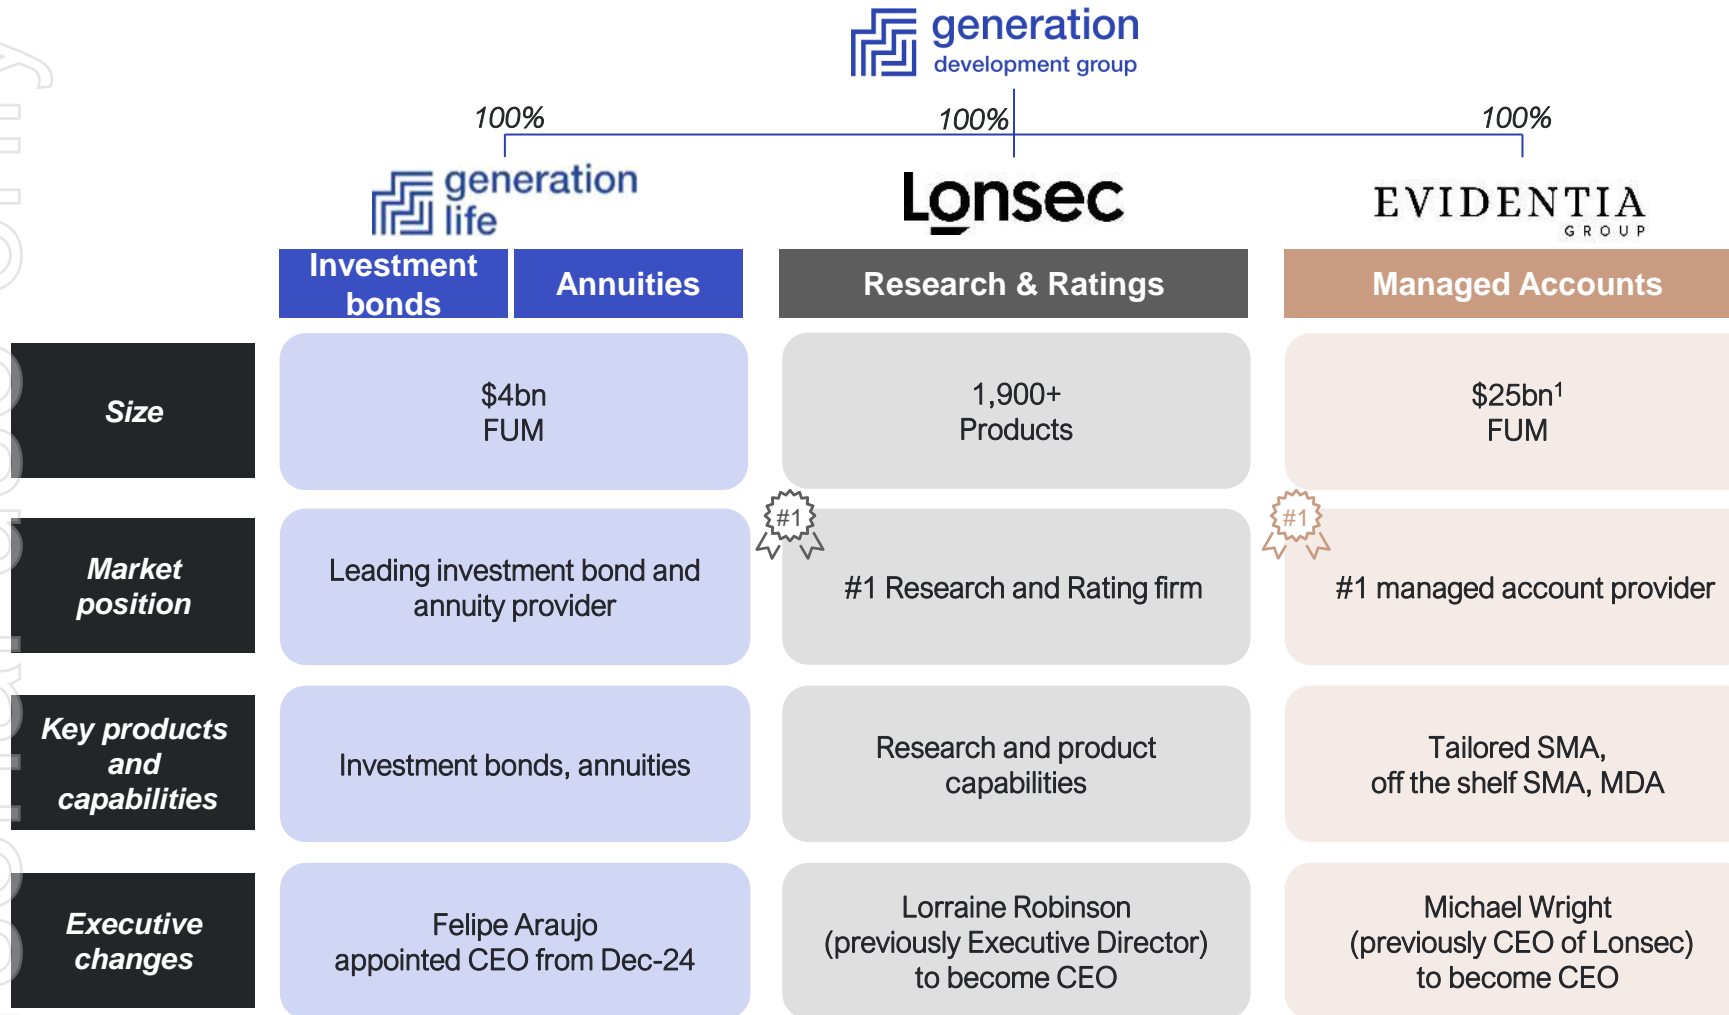 generation
development group
100%
100%
100%
generation
life
Lonsec
EVIDENTIA
GROUP
Investment
bonds
Annuities
Research & Ratings
Managed Accounts
Size
$4bn
FUM
1,900+
Products
$25bn¹
FUM
#1
#1
Market
position
Leading investment bond and
annuity provider
#1 Research and Rating firm
#1 managed account provider
Key products
and
capabilities
Investment bonds, annuities
Research and product
capabilities
Tailored SMA,
off the shelf SMA, MDA
Executive
changes
Felipe Araujo
appointed CEO from Dec-24
Lorraine Robinson
(previously Executive Director)
to become CEO
Michael Wright
(previously CEO of Lonsec)
to become CEO